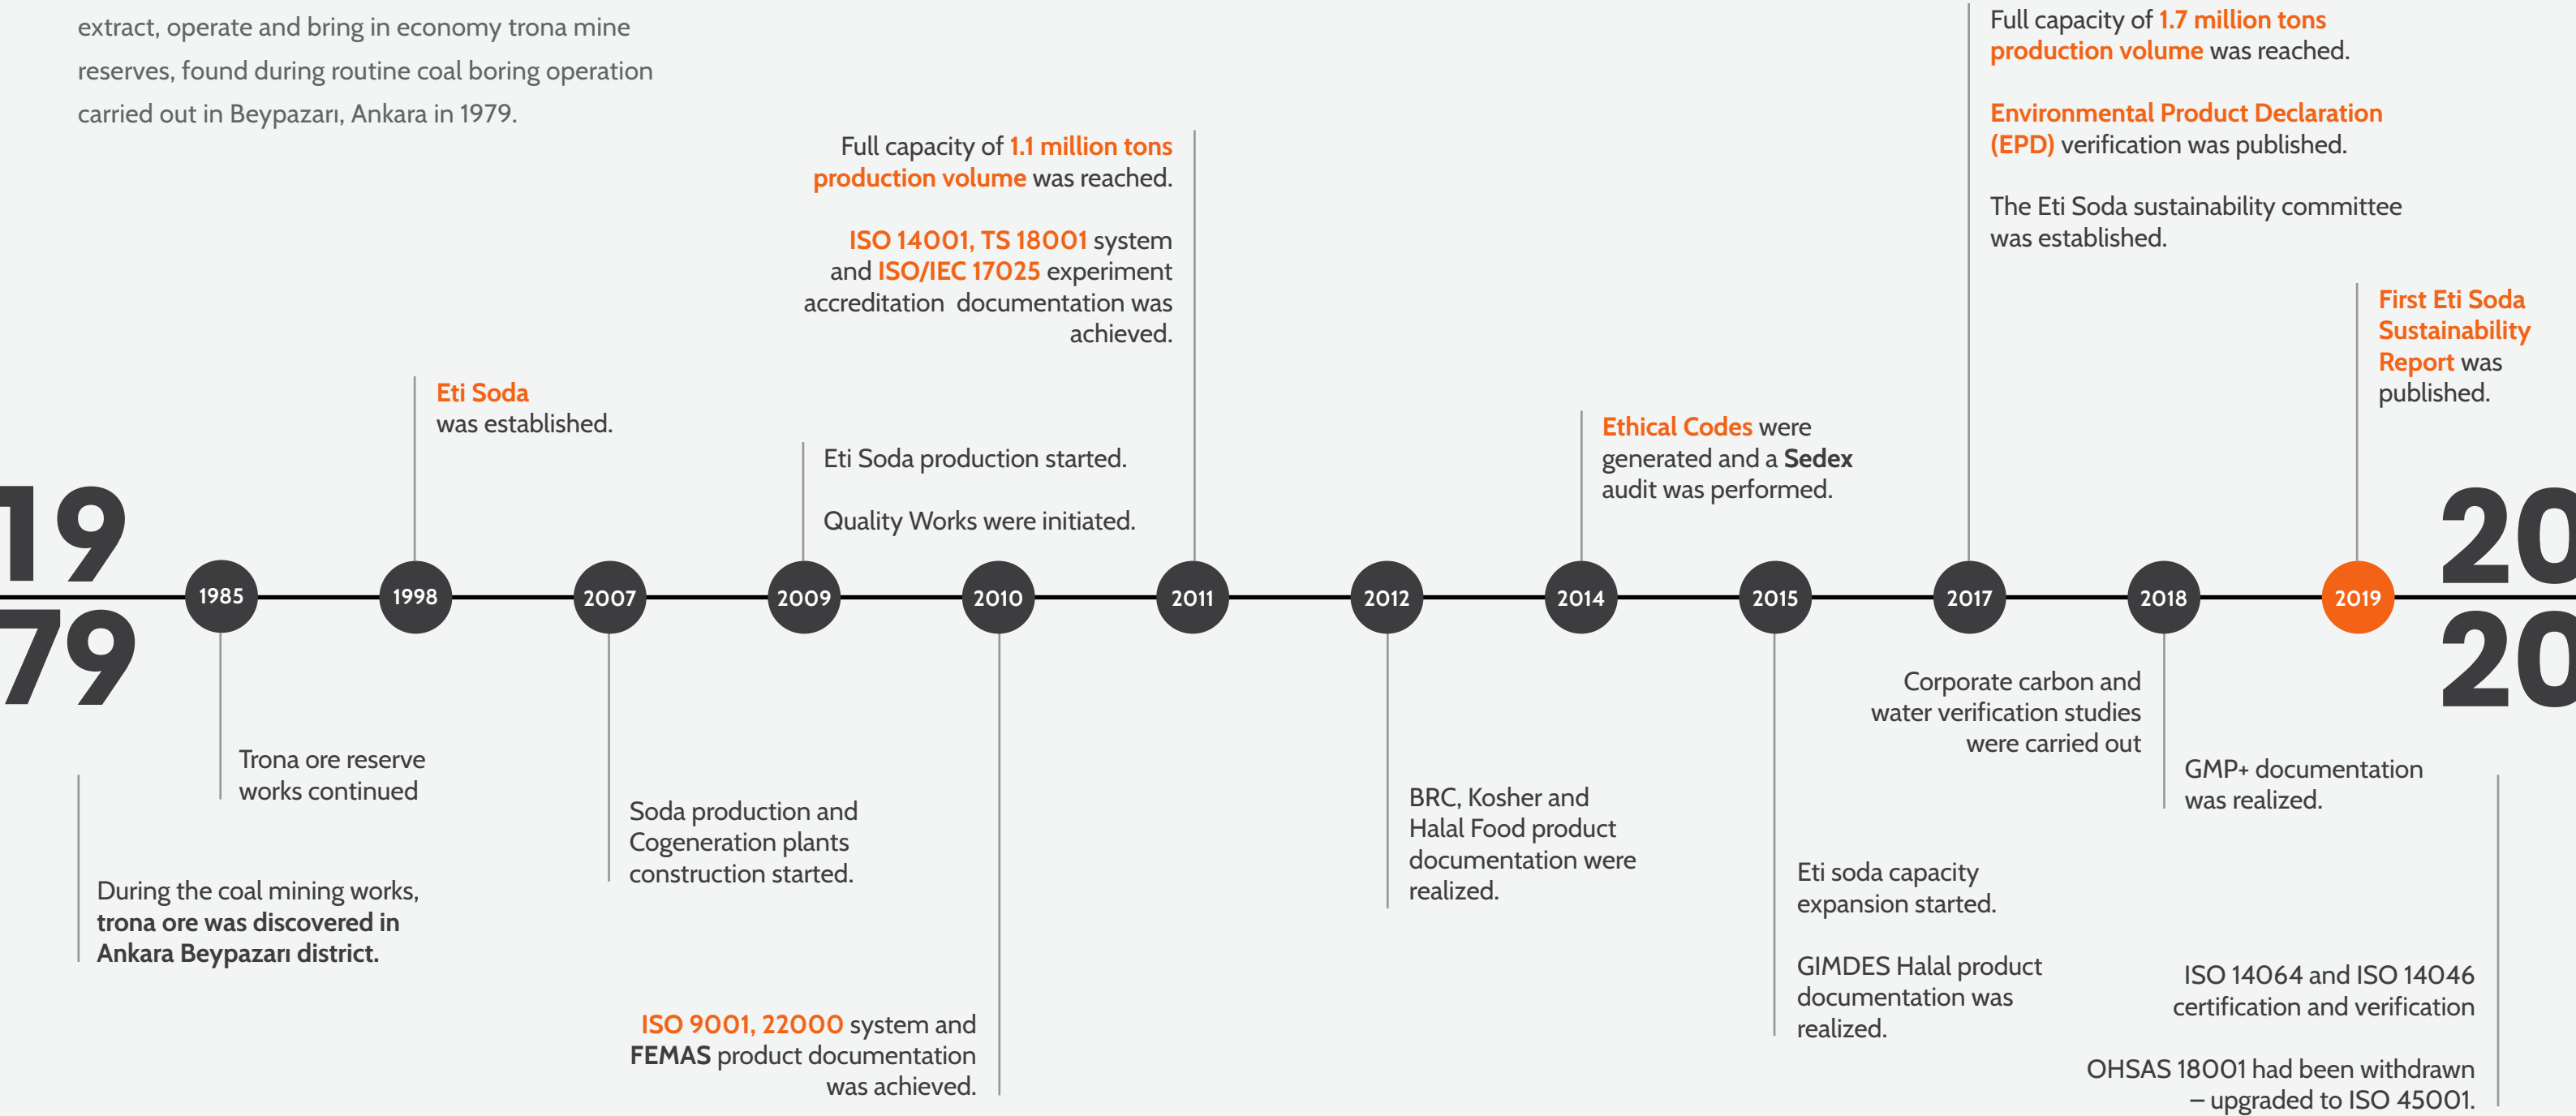 extract, operate and bring in economy trona mine
reserves, found during routine coal boring operation
carried out in Beypazarı, Ankara in 1979.
Full capacity of 1.1 million tons
production volume was reached.
ISO 14001, TS 18001 system
and ISO/IEC 17025 experiment
accreditation documentation was
achieved.
Full capacity of 1.7 million tons
production volume was reached.
Environmental Product Declaration
(EPD) verification was published.
The Eti Soda sustainability committee
was established.
First Eti Soda
Sustainability
Report was
published.
Eti Soda
was established.
Eti Soda production started.
Quality Works were initiated.
Ethical Codes were
generated and a Sedex
audit was performed.
19
79
1985
1998
2007
2009
2010
2011
2012
2014
2015
2017
2018
2019
20
20
During the coal mining works,
trona ore was discovered in
Ankara Beypazarı district.
Trona ore reserve
works continued
Soda production and
Cogeneration plants
construction started.
ISO 9001, 22000 system and
FEMAS product documentation
was achieved.
BRC, Kosher and
Halal Food product
documentation were
realized.
Eti soda capacity
expansion started.
GIMDES Halal product
documentation was
realized.
Corporate carbon and
water verification studies
were carried out
GMP+ documentation
was realized.
ISO 14064 and ISO 14046
certification and verification
OHSAS 18001 had been withdrawn
– upgraded to ISO 45001.